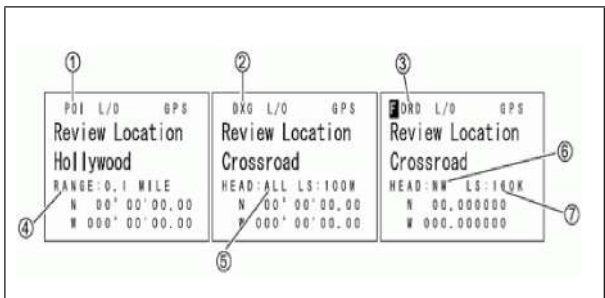 ① ② ③
POI L/O GPS
Review Location
Hollywood
RANGE:0.1 MILE
N 00°00'00.00
W 000°00'00.00
DXG L/O GPS
Review Location
Crossroad
HEAD:ALL LS:100M
N 00°00'00.00
W 000°00'00.00
L/O GPS
Review Location
Crossroad
HEAD:NW LS:160K
N 00.000000
W 000.000000
④ ⑤ ⑥ ⑦